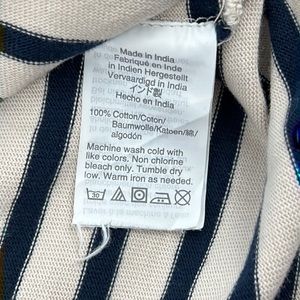 Made in India
Fabriqué en Inde
in Indien Hergestellt
Vervaardigd in India
インド製
Hecho en India
100% Cotton/Coton/
Baumwolle/Katoen/綿/
algodón
Machine wash cold with
like colors. Non chlorine
bleach only. Tumble dry
low. Warm iron as needed.
30